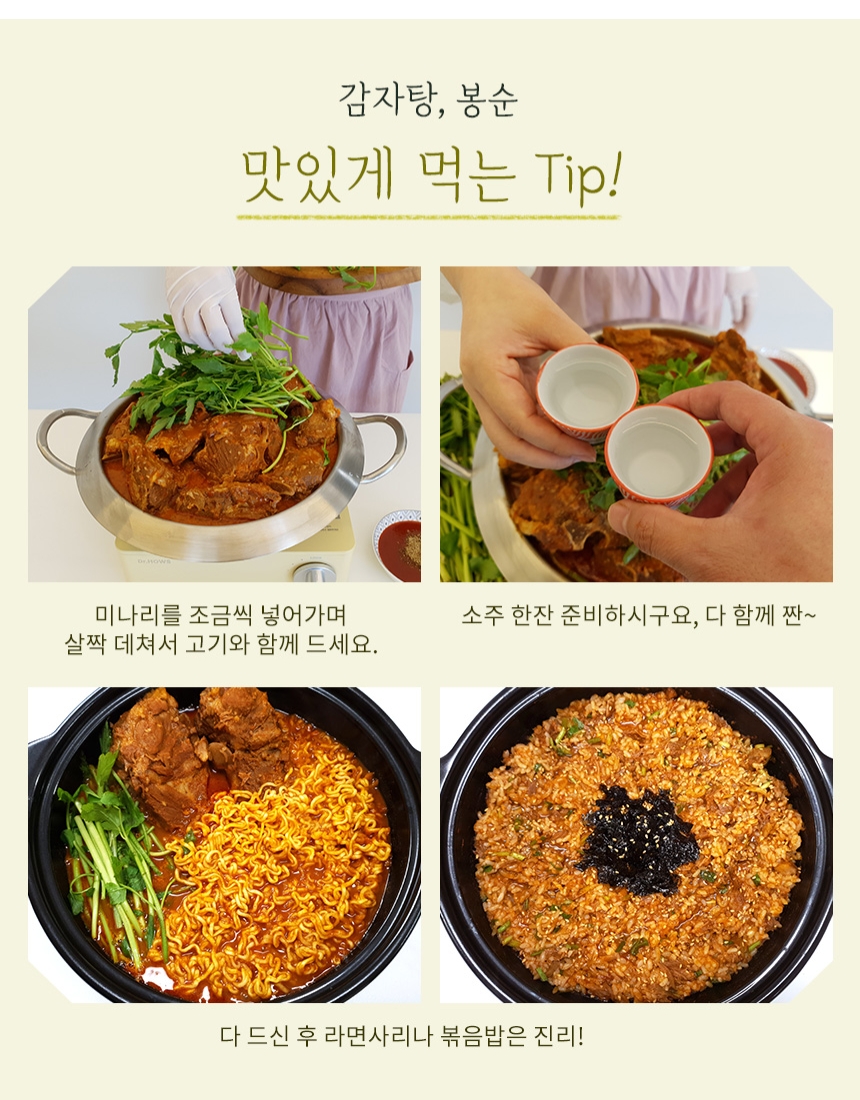 감자탕, 봉순
맛있게 먹는 Tip!
미나리를 조금씩 넣어가며
살짝 데쳐서 고기와 함께 드세요.
소주 한잔 준비하시구요, 다 함께 짠~
다 드신 후 라면사리나 볶음밥은 진리!